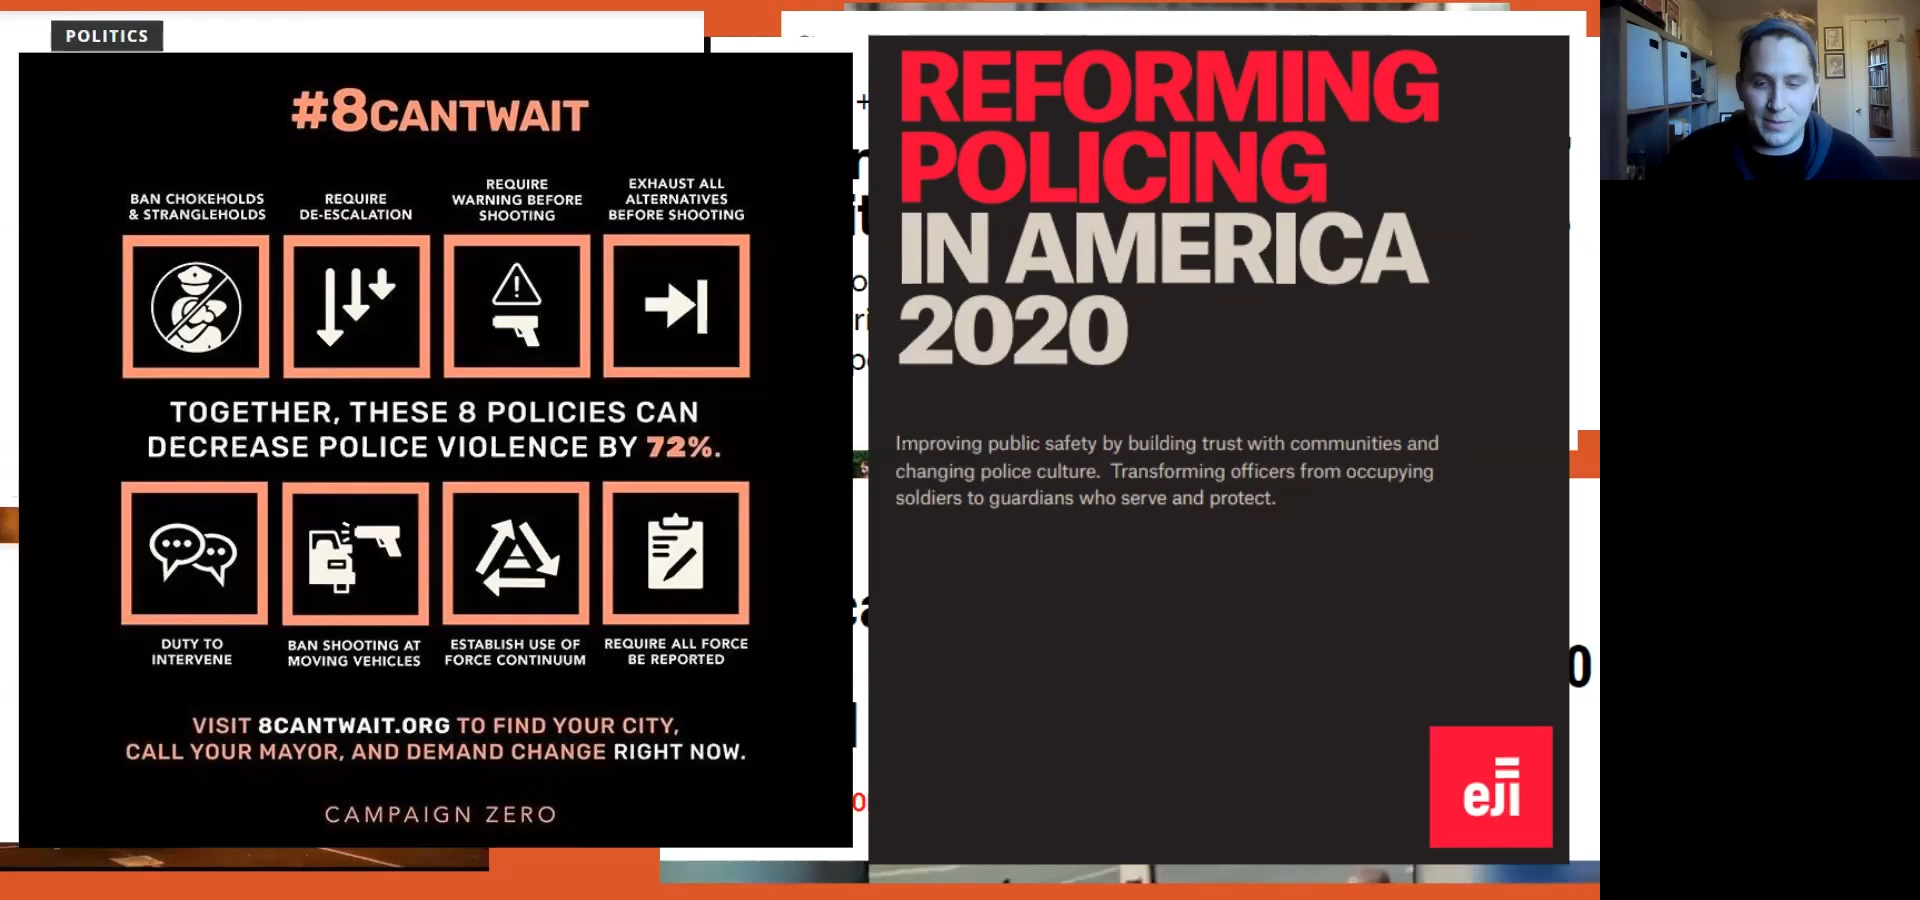 POLITICS
#8CANTWAIT
BAN CHOKEHOLDS
& STRANGLEHOLDS
REQUIRE
DE-ESCALATION
REQUIRE
WARNING BEFORE
SHOOTING
EXHAUST ALL
ALTERNATIVES
BEFORE SHOOTING
TOGETHER, THESE 8 POLICIES CAN
DECREASE POLICE VIOLENCE BY 72%.
DUTY TO
INTERVENE
BAN SHOOTING AT
MOVING VEHICLES
ESTABLISH USE OF
FORCE CONTINUUM
REQUIRE ALL FORCE
BE REPORTED
VISIT 8CANTWAIT.ORG TO FIND YOUR CITY,
CALL YOUR MAYOR, AND DEMAND CHANGE RIGHT NOW.
CAMPAIGN ZERO
REFORMING
POLICING
IN AMERICA
2020
Improving public safety by building trust with communities and
changing police culture. Transforming officers from occupying
soldiers to guardians who serve and protect.
eji